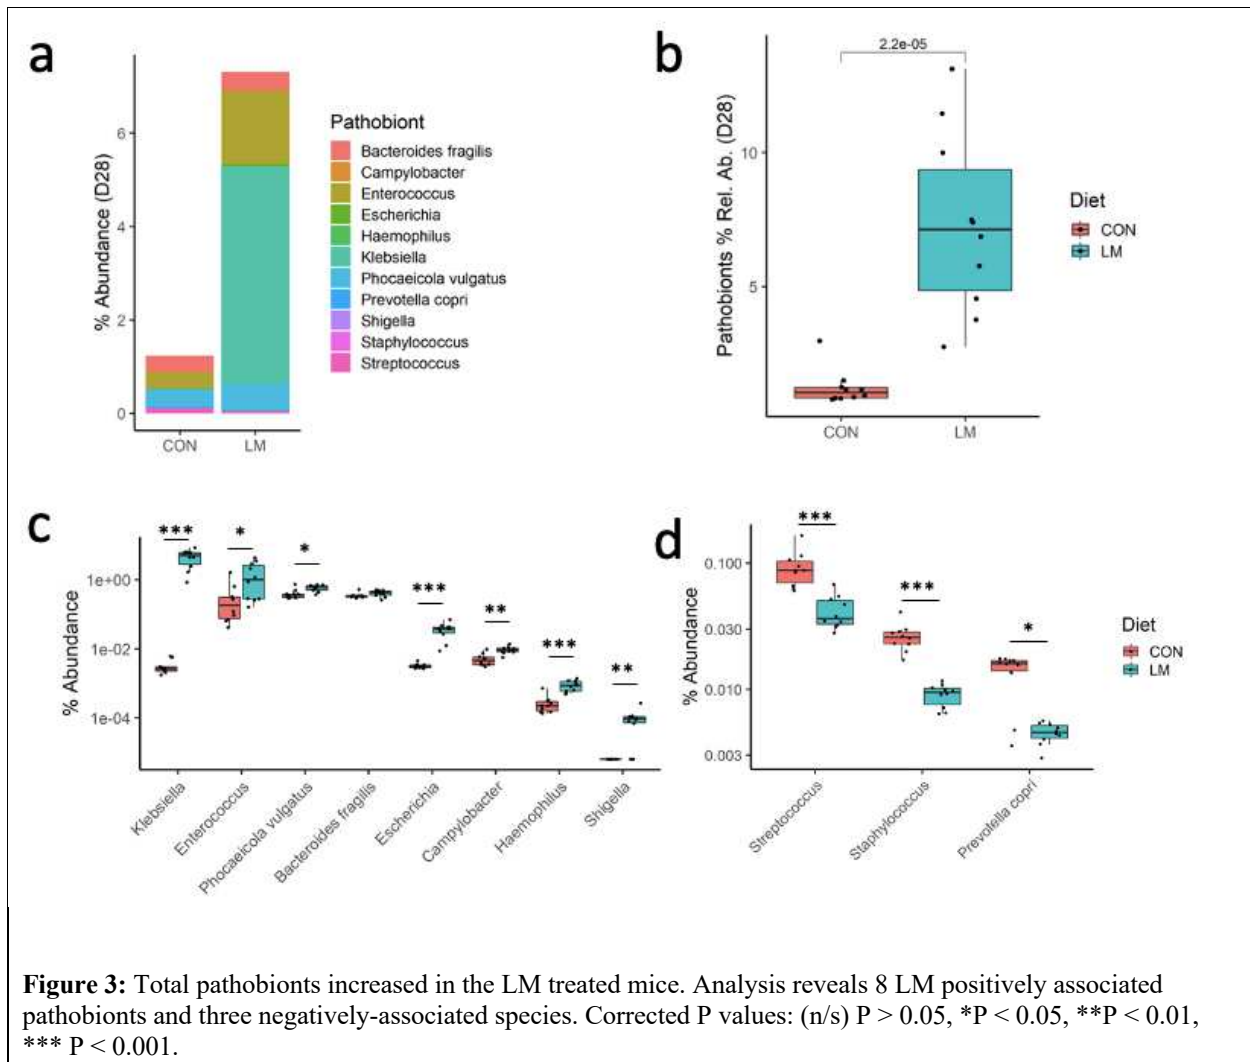 a
% Abundance (D28)
6
4
2
0
CON LM
Pathobiont
Bacteroides fragilis
Campylobacter
Enterococcus
Escherichia
Haemophilus
Klebsiella
Phocaeicola vulgatus
Prevotella copri
Shigella
Staphylococcus
Streptococcus
b
2.2e-05
Pathobionts % Rel. Ab. (D28)
10
5
CON LM
Diet
CON
LM
c
% Abundance
1e+00
1e-02
1e-04
*** * * *** ** *** **
Klebsiella
Enterococcus
Phocaeicola vulgatus
Bacteroides fragilis
Escherichia
Campylobacter
Haemophilus
Shigella
d
% Abundance
0.100
0.030
0.010
0.003
*** *** *
Streptococcus
Staphylococcus
Prevotella copri
Diet
CON
LM
Figure 3: Total pathobionts increased in the LM treated mice. Analysis reveals 8 LM positively associated
pathobionts and three negatively-associated species. Corrected P values: (n/s) P > 0.05, *P < 0.05, **P < 0.01,
*** P < 0.001.